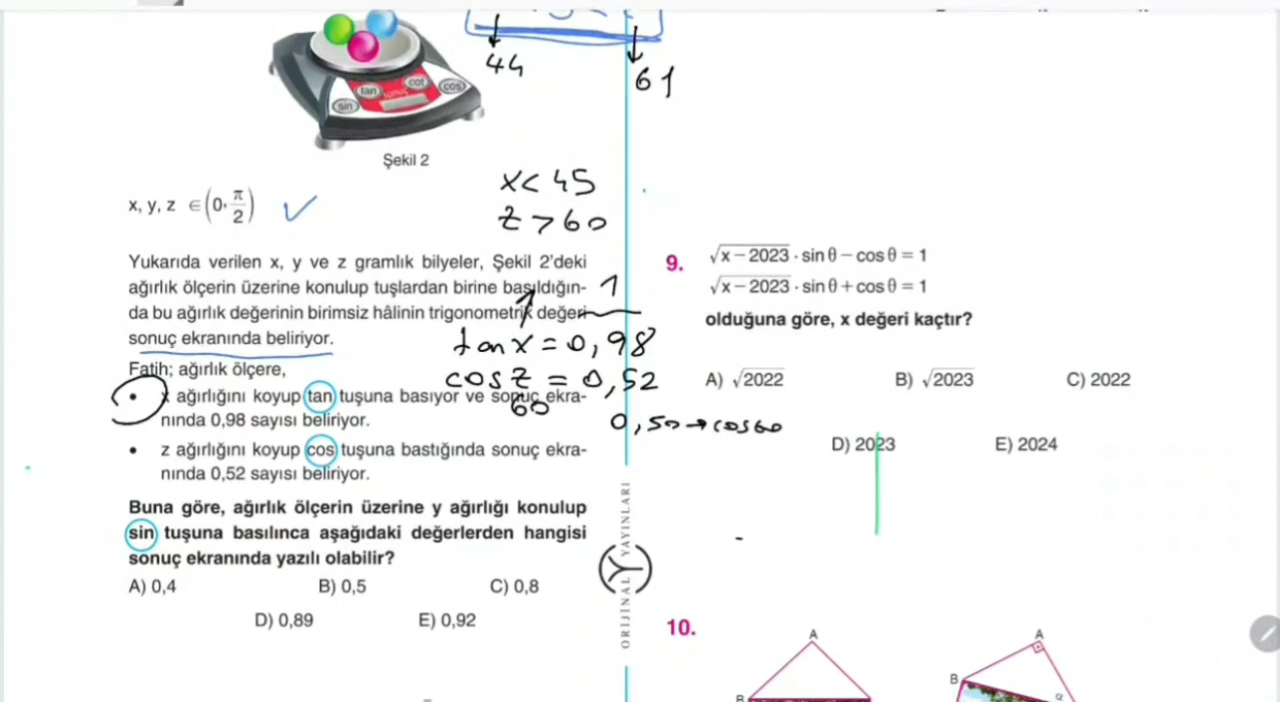 44
61
tan
cot
sin
sonuç
cos
Şekil 2
x < 45
z > 60
x, y, z ∈ (0, π/2)
Yukarıda verilen x, y ve z gramlık bilyeler, Şekil 2'deki
ağırlık ölçerin üzerine konulup tuşlardan birine basıldığın-
da bu ağırlık değerinin birimsiz hâlinin trigonometrik değeri
sonuç ekranında beliriyor.
1
tan x = 0,98
cos z = 0,52
60
0,50 → cos 60
Fatih; ağırlık ölçere,
• x ağırlığını koyup tan tuşuna basıyor ve sonuç ekra-
nında 0,98 sayısı beliriyor.
• z ağırlığını koyup cos tuşuna bastığında sonuç ekra-
nında 0,52 sayısı beliriyor.
Buna göre, ağırlık ölçerin üzerine y ağırlığı konulup
sin tuşuna basılınca aşağıdaki değerlerden hangisi
sonuç ekranında yazılı olabilir?
A) 0,4 B) 0,5 C) 0,8
D) 0,89 E) 0,92
ORİJİNAL YAYINLARI
9. √(x – 2023) · sin θ – cos θ = 1
√(x – 2023) · sin θ + cos θ = 1
olduğuna göre, x değeri kaçtır?
A) √2022 B) √2023 C) 2022
D) 2023 E) 2024
10.
A
B
A
B